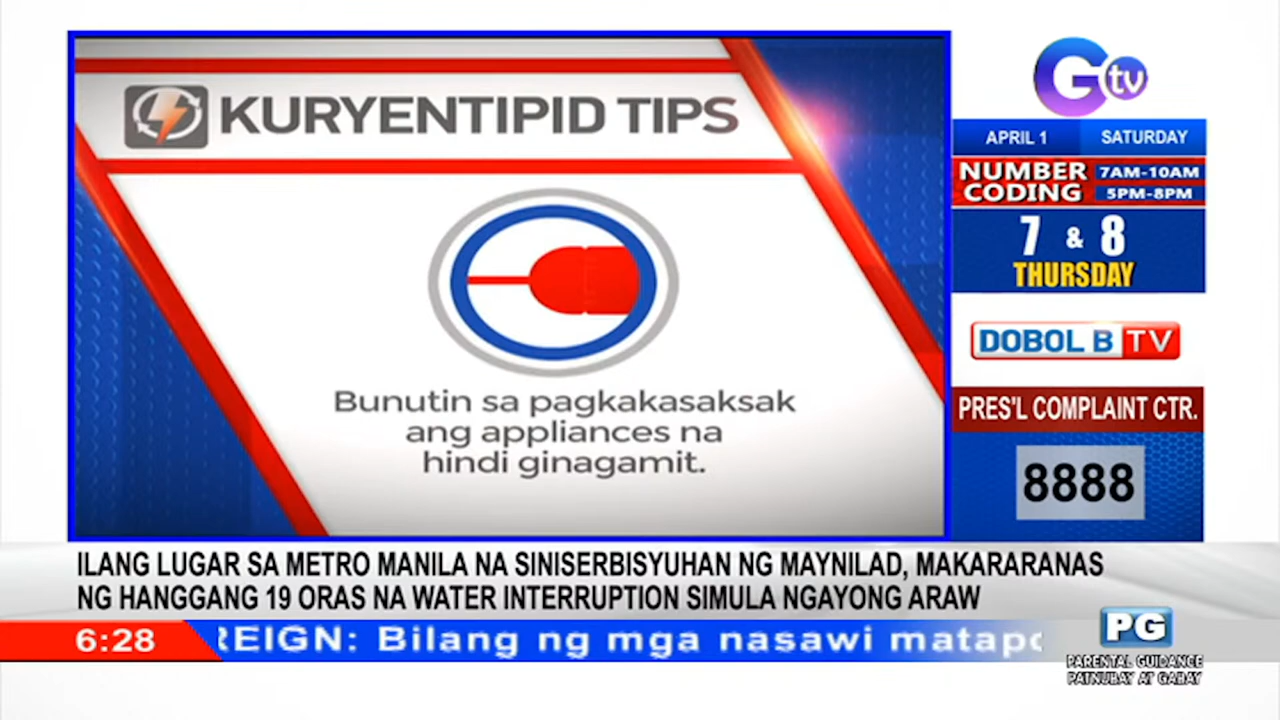 KURYENTIPID TIPS
Bunutin sa pagkakasaksak
ang appliances na
hindi ginagamit.
Gtv
APRIL 1 SATURDAY
NUMBER CODING 7AM-10AM 5PM-8PM
7 & 8
THURSDAY
DOBOL B TV
PRES'L COMPLAINT CTR.
8888
ILANG LUGAR SA METRO MANILA NA SINISERBISYUHAN NG MAYNILAD, MAKARARANAS
NG HANGGANG 19 ORAS NA WATER INTERRUPTION SIMULA NGAYONG ARAW
6:28 REIGN: Bilang ng mga nasawi matapo
PG
PARENTAL GUIDANCE
PATNUBAY AT GABAY